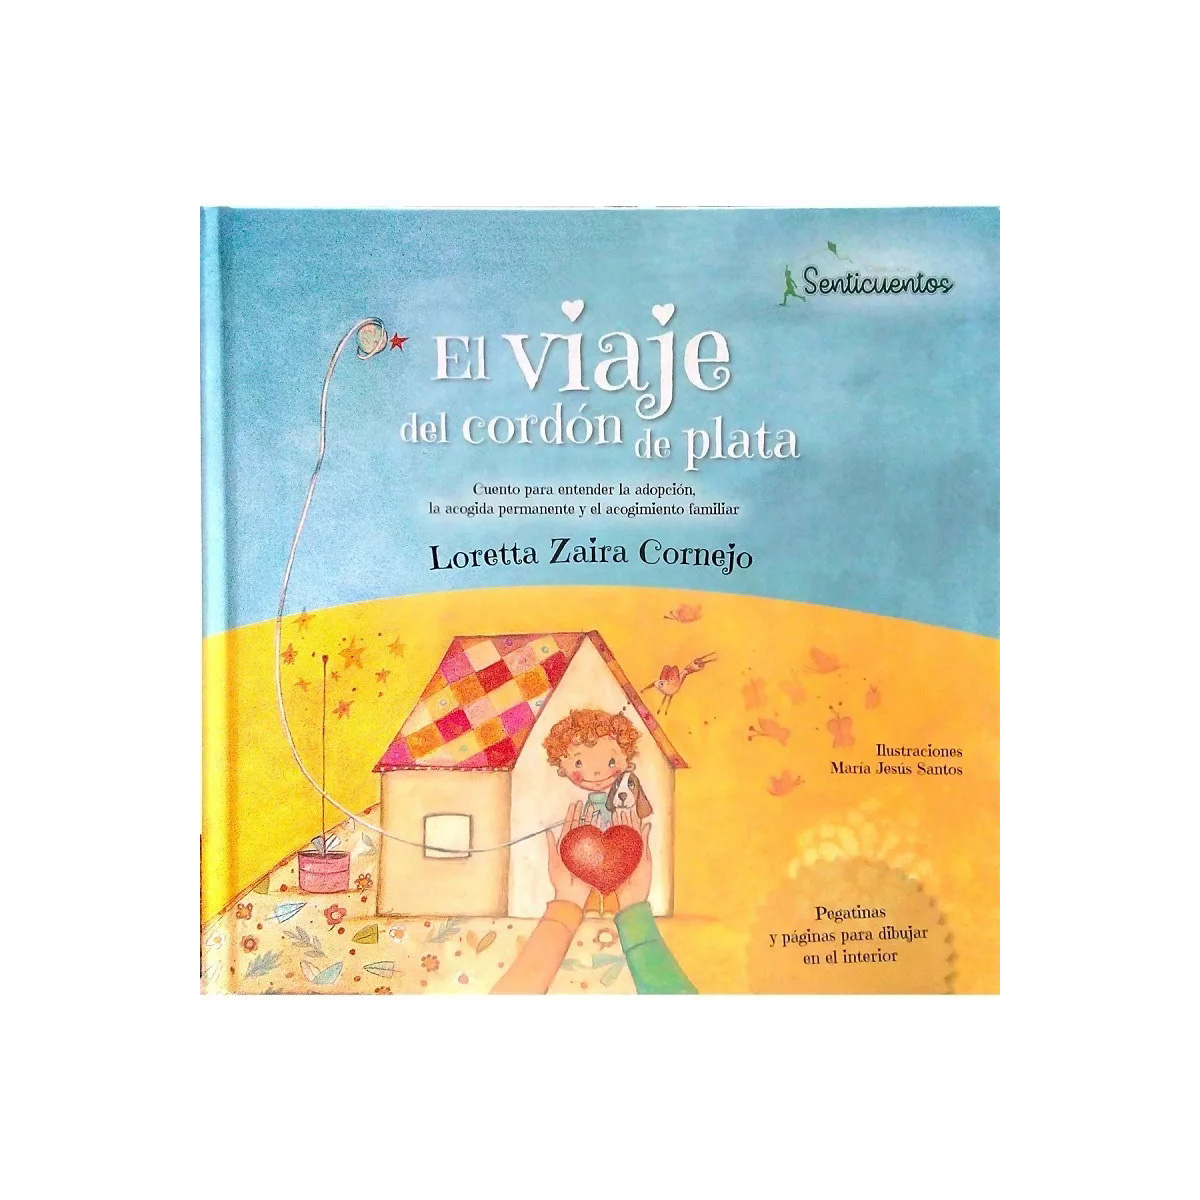 Senticuentos
El viaje
del cordón de plata
Cuento para entender la adopción,
la acogida permanente y el acogimiento familiar
Loretta Zaira Cornejo
Ilustraciones
María Jesús Santos
Pegatinas
y páginas para dibujar
en el interior